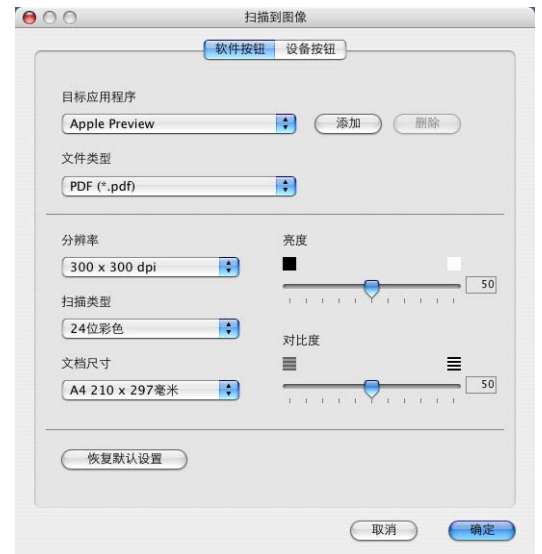 扫描到图像
软件按钮 设备按钮
目标应用程序
Apple Preview 添加 删除
文件类型
PDF (*.pdf)
分辨率 亮度
300 x 300 dpi
50
扫描类型
24位彩色
对比度
文档尺寸
A4 210 x 297毫米 50
恢复默认设置
取消 确定